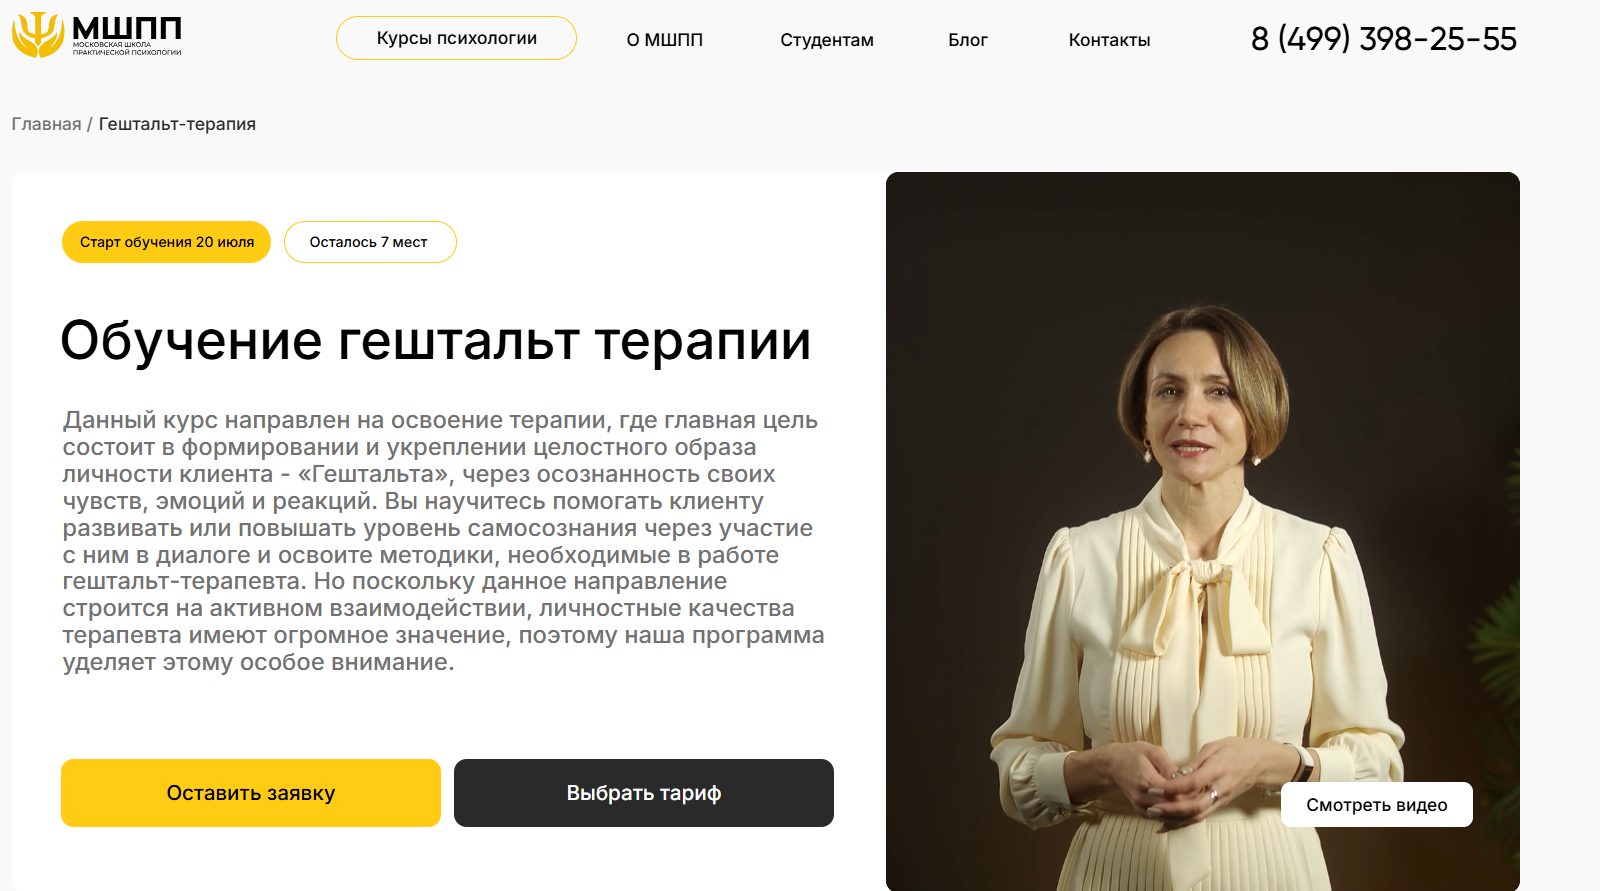 МШПП
МОСКОВСКАЯ ШКОЛА
ПРАКТИЧЕСКОЙ ПСИХОЛОГИИ
Курсы психологии
О МШПП
Студентам
Блог
Контакты
8 (499) 398-25-55
Главная / Гештальт-терапия
Старт обучения 20 июля
Осталось 7 мест
Обучение гештальт терапии
Данный курс направлен на освоение терапии, где главная цель
состоит в формировании и укреплении целостного образа
личности клиента - «Гештальта», через осознанность своих
чувств, эмоций и реакций. Вы научитесь помогать клиенту
развивать или повышать уровень самосознания через участие
с ним в диалоге и освоите методики, необходимые в работе
гештальт-терапевта. Но поскольку данное направление
строится на активном взаимодействии, личностные качества
терапевта имеют огромное значение, поэтому наша программа
уделяет этому особое внимание.
Оставить заявку
Выбрать тариф
Смотреть видео